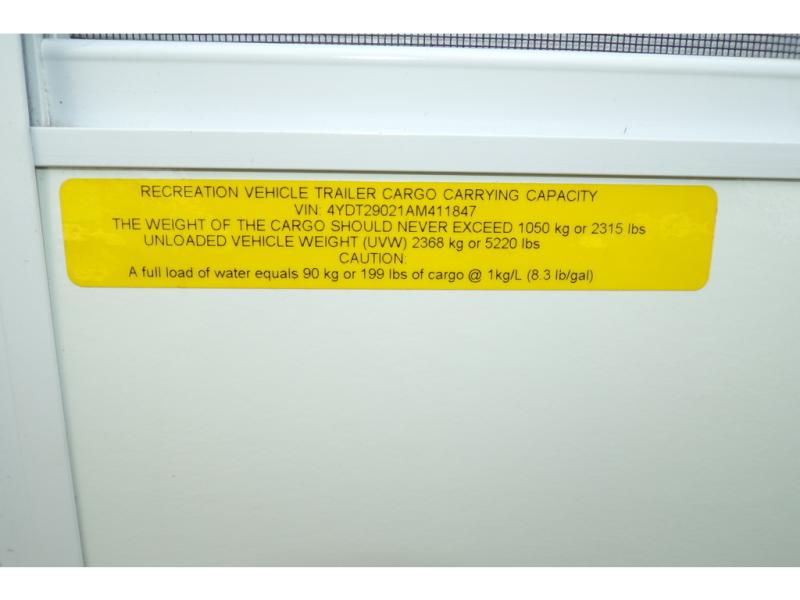 RECREATION VEHICLE TRAILER CARGO CARRYING CAPACITY
VIN: 4YDT29021AM411847
THE WEIGHT OF THE CARGO SHOULD NEVER EXCEED 1050 kg or 2315 lbs
UNLOADED VEHICLE WEIGHT (UVW) 2368 kg or 5220 lbs
CAUTION:
A full load of water equals 90 kg or 199 lbs of cargo @ 1kg/L (8.3 lb/gal)